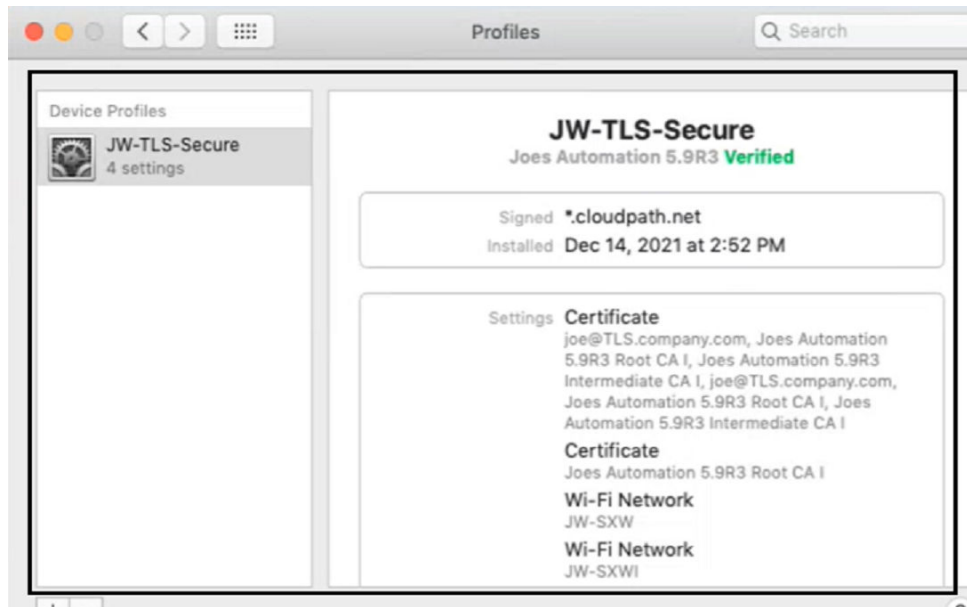 Profiles
Search
Device Profiles
JW-TLS-Secure
4 settings
JW-TLS-Secure
Joes Automation 5.9R3 Verified
Signed *.cloudpath.net
Installed Dec 14, 2021 at 2:52 PM
Settings Certificate
joe@TLS.company.com, Joes Automation
5.9R3 Root CA I, Joes Automation 5.9R3
Intermediate CA I, joe@TLS.company.com,
Joes Automation 5.9R3 Root CA I, Joes
Automation 5.9R3 Intermediate CA I
Certificate
Joes Automation 5.9R3 Root CA I
Wi-Fi Network
JW-SXW
Wi-Fi Network
JW-SXWI